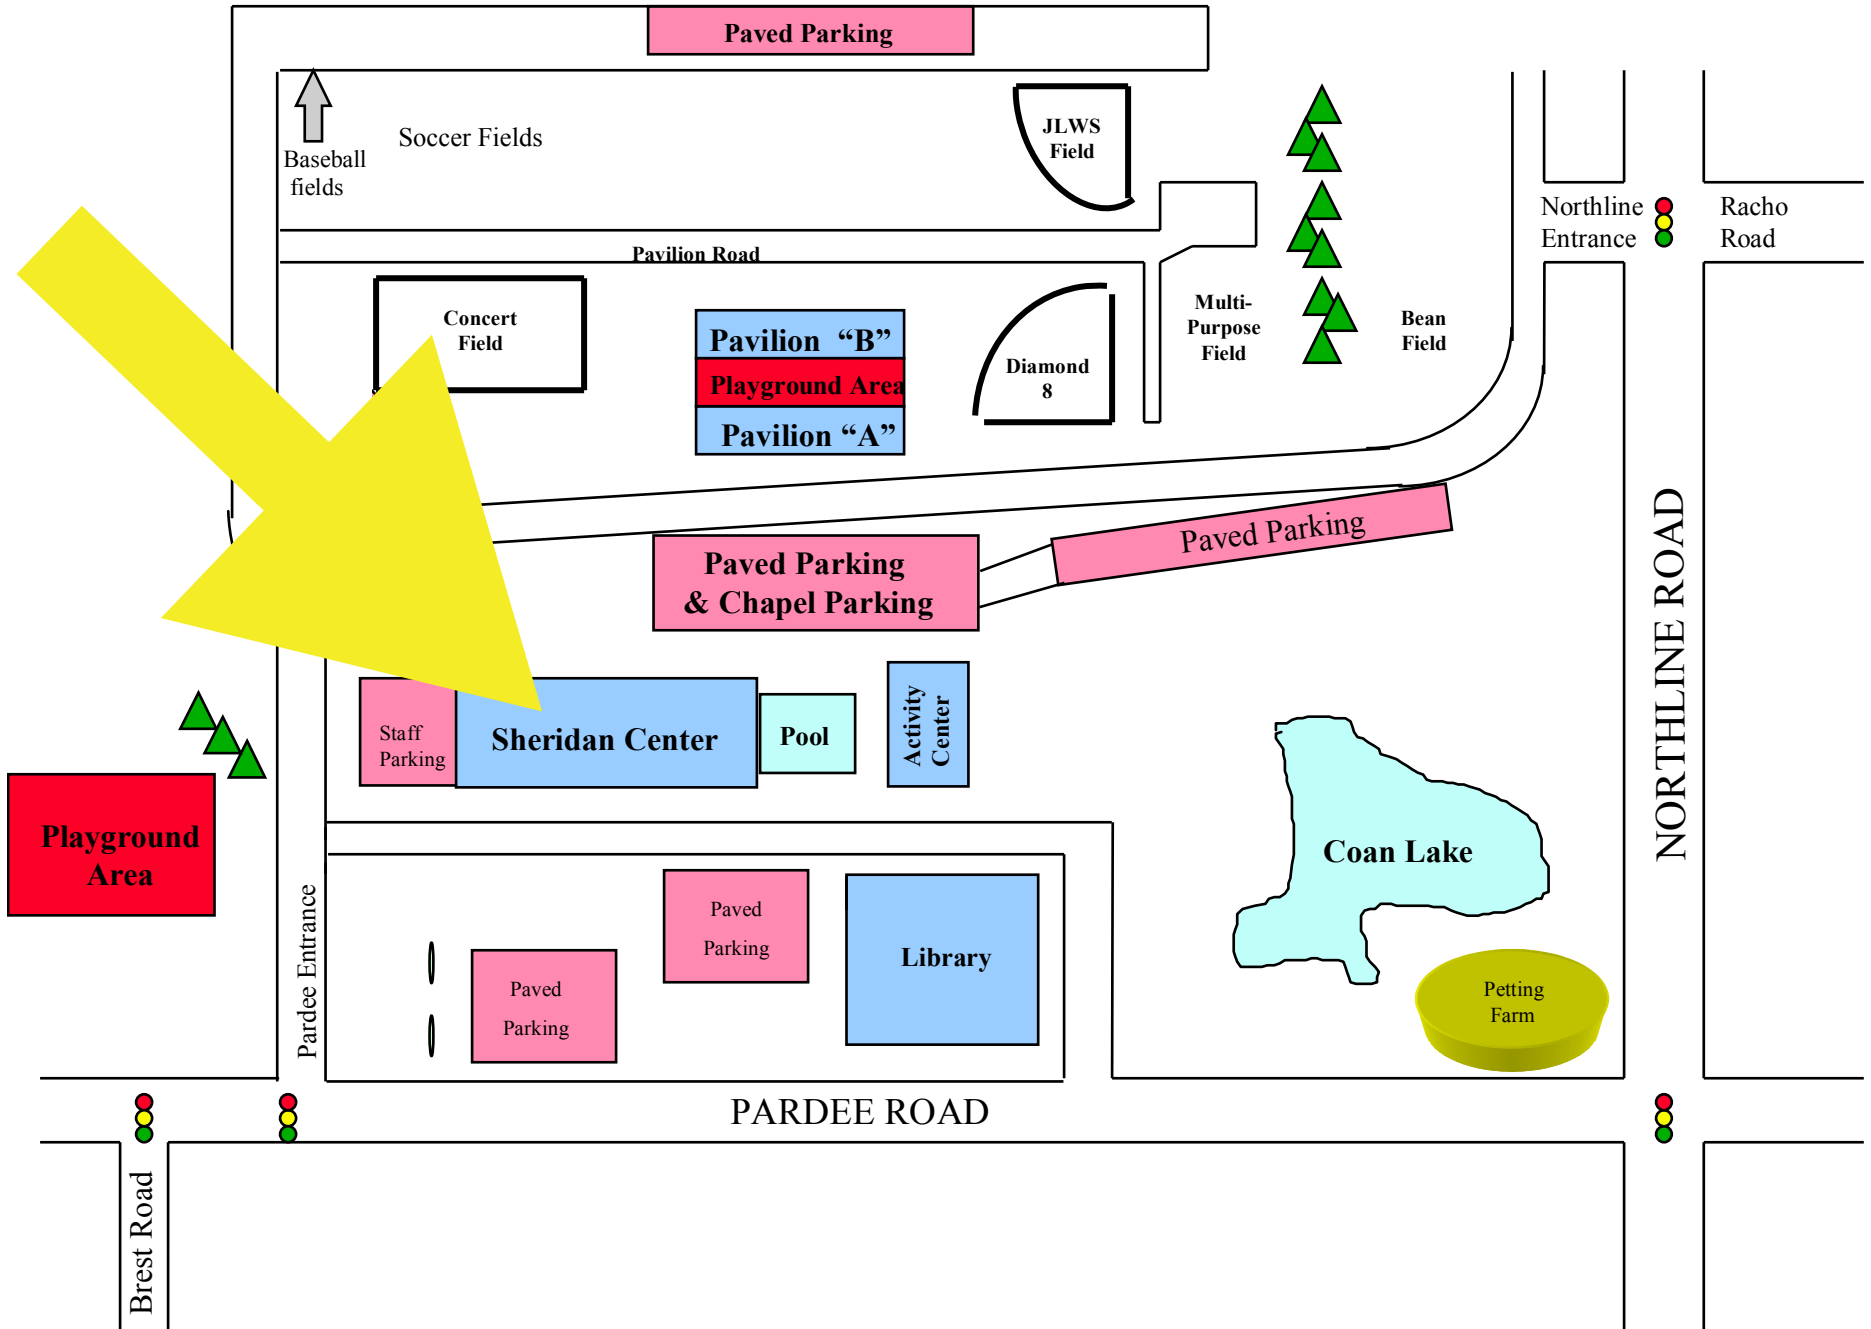 Paved Parking
Soccer Fields
Baseball
fields
JLWS
Field
Northline
Entrance
Racho
Road
Pavilion Road
Concert
Field
Pavilion “B”
Playground Area
Pavilion “A”
Diamond
8
Multi-
Purpose
Field
Bean
Field
Paved Parking
Paved Parking
& Chapel Parking
NORTHLINE ROAD
Staff
Parking
Sheridan Center
Pool
Activity
Center
Playground
Area
Coan Lake
Pardee Entrance
Paved
Parking
Paved
Parking
Library
Petting
Farm
PARDEE ROAD
Brest Road